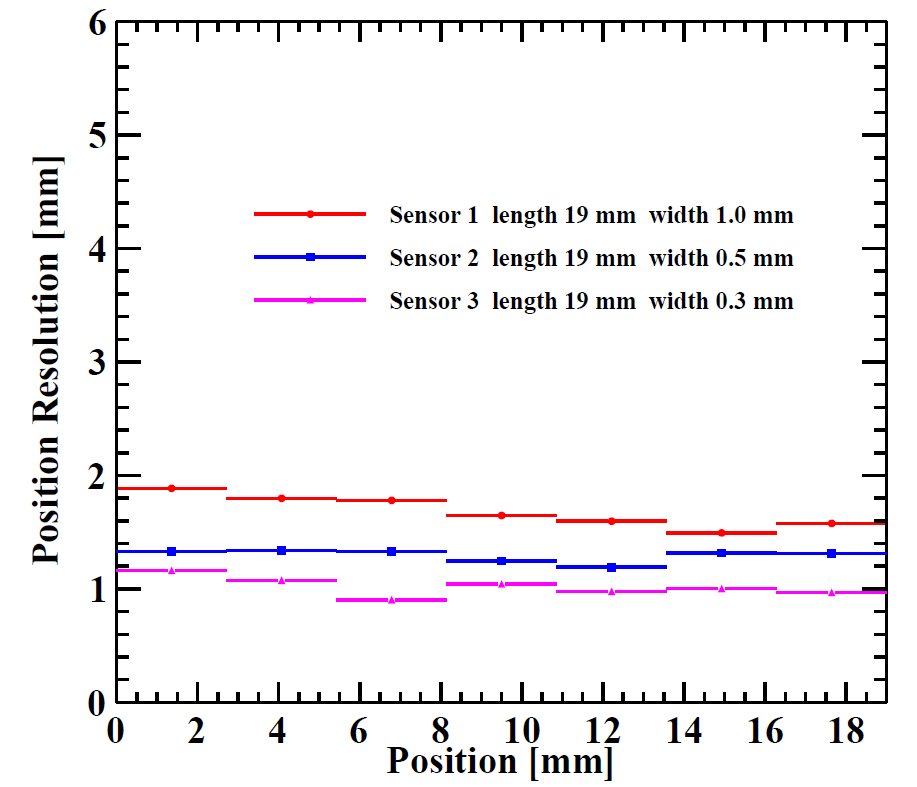 6
5
4
3
2
1
0
Position Resolution [mm]
Sensor 1 length 19 mm width 1.0 mm
Sensor 2 length 19 mm width 0.5 mm
Sensor 3 length 19 mm width 0.3 mm
0 2 4 6 8 10 12 14 16 18
Position [mm]